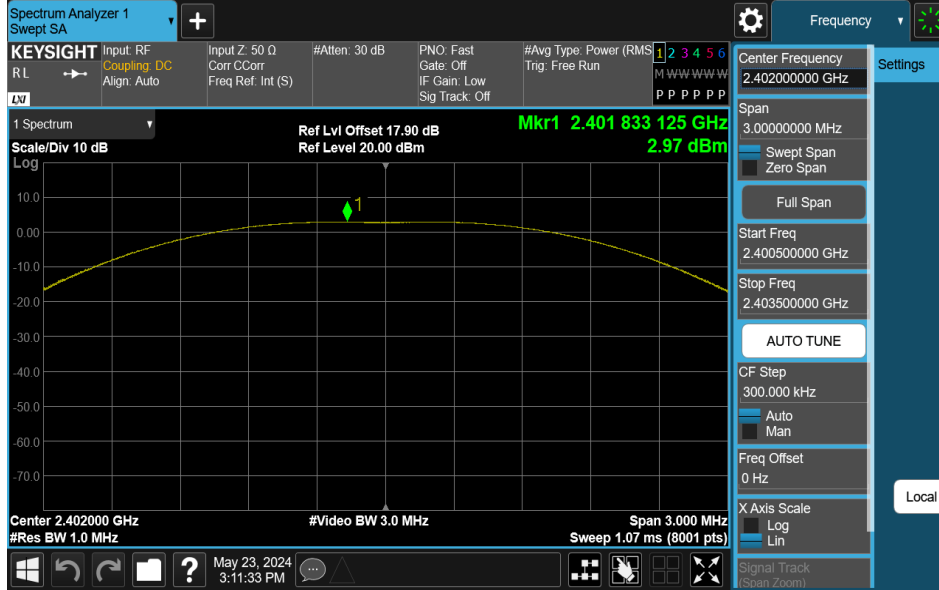 Spectrum Analyzer 1
Swept SA
+
Frequency
KEYSIGHT
R L
LXI
Input: RF
Coupling: DC
Align: Auto
Input Z: 50 Ω
Corr CCorr
Freq Ref: Int (S)
#Atten: 30 dB
PNO: Fast
Gate: Off
IF Gain: Low
Sig Track: Off
#Avg Type: Power (RMS
Trig: Free Run
1 2 3 4 5 6
M W W W W W
P P P P P P
Center Frequency
2.402000000 GHz
Settings
Span
3.00000000 MHz
Swept Span
Zero Span
Full Span
Start Freq
2.400500000 GHz
Stop Freq
2.403500000 GHz
AUTO TUNE
CF Step
300.000 kHz
Auto
Man
Freq Offset
0 Hz
X Axis Scale
Log
Lin
Signal Track
(Span Zoom)
Local
1 Spectrum
Scale/Div 10 dB
Ref Lvl Offset 17.90 dB
Ref Level 20.00 dBm
Mkr1 2.401 833 125 GHz
2.97 dBm
Log
1
10.0
0.00
-10.0
-20.0
-30.0
-40.0
-50.0
-60.0
-70.0
Center 2.402000 GHz
#Res BW 1.0 MHz
#Video BW 3.0 MHz
Span 3.000 MHz
Sweep 1.07 ms (8001 pts)
?
May 23, 2024
3:11:33 PM